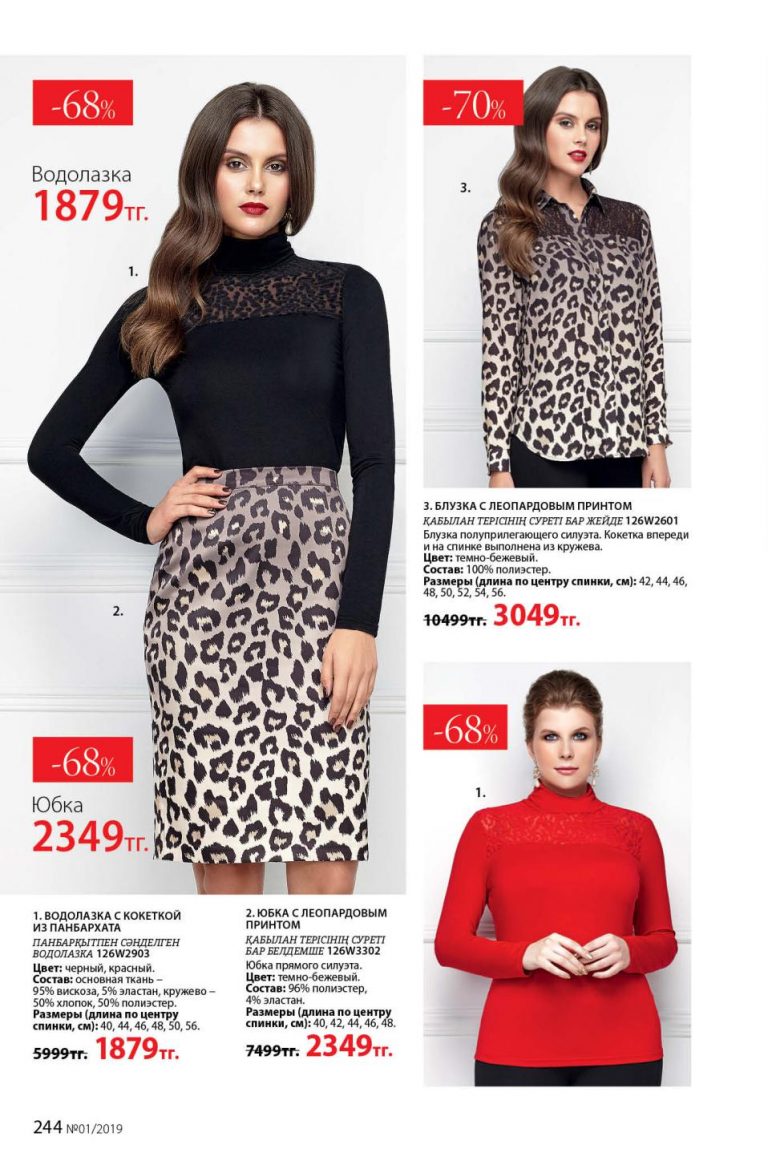 -68%
Водолазка
1879тг.
1.
2.
-68%
Юбка
2349тг.
1. ВОДОЛАЗКА С КОКЕТКОЙ
ИЗ ПАНБАРХАТА
ПАНБАРҚЫТПЕН СӘНДЕЛГЕН
ВОДОЛАЗКА 126W2903
Цвет: черный, красный.
Состав: основная ткань –
95% вискоза, 5% эластан, кружево –
50% хлопок, 50% полиэстер.
Размеры (длина по центру
спинки, см): 40, 44, 46, 48, 50, 56.
5999тг. 1879тг.
2. ЮБКА С ЛЕОПАРДОВЫМ
ПРИНТОМ
ҚАБЫЛАН ТЕРІСІНІҢ СУРЕТІ
БАР БЕЛДЕМШЕ 126W3302
Юбка прямого силуэта.
Цвет: темно-бежевый.
Состав: 96% полиэстер,
4% эластан.
Размеры (длина по центру
спинки, см): 40, 42, 44, 46, 48.
7499тг. 2349тг.
-70%
3.
3. БЛУЗКА С ЛЕОПАРДОВЫМ ПРИНТОМ
ҚАБЫЛАН ТЕРІСІНІҢ СУРЕТІ БАР ЖЕЙДЕ 126W2601
Блузка полуприлегающего силуэта. Кокетка впереди
и на спинке выполнена из кружева.
Цвет: темно-бежевый.
Состав: 100% полиэстер.
Размеры (длина по центру спинки, см): 42, 44, 46,
48, 50, 52, 54, 56.
10499тг. 3049тг.
-68%
1.
244 №01/2019